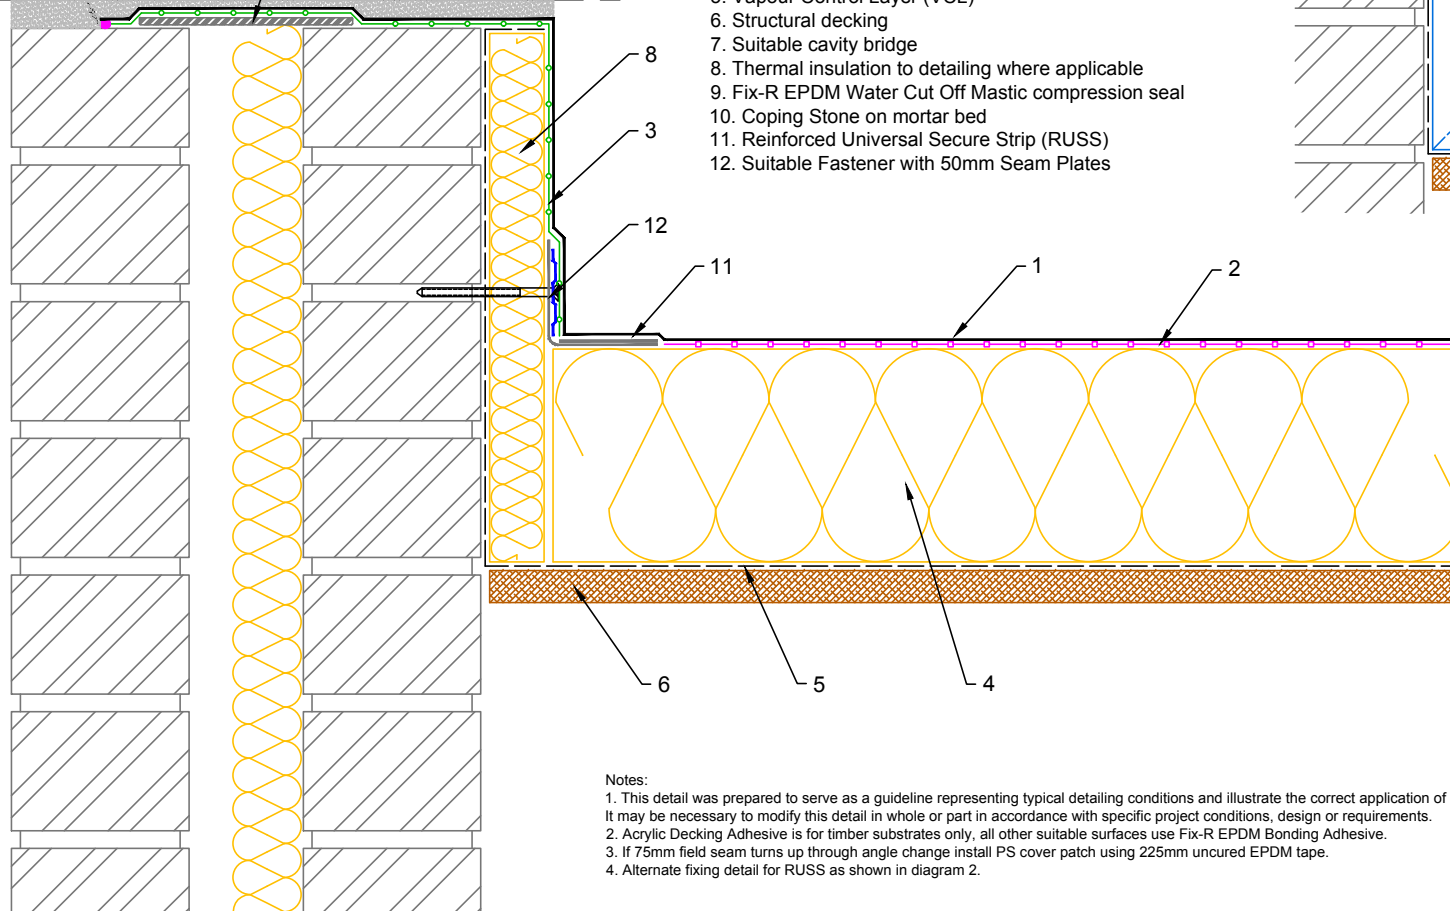 5. Vapour Control Layer (VCL)
6. Structural decking
7. Suitable cavity bridge
8. Thermal insulation to detailing where applicable
9. Fix-R EPDM Water Cut Off Mastic compression seal
10. Coping Stone on mortar bed
11. Reinforced Universal Secure Strip (RUSS)
12. Suitable Fastener with 50mm Seam Plates
8
3
12
11
1
2
6
5
4
Notes:
1. This detail was prepared to serve as a guideline representing typical detailing conditions and illustrate the correct application of
It may be necessary to modify this detail in whole or part in accordance with specific project conditions, design or requirements.
2. Acrylic Decking Adhesive is for timber substrates only, all other suitable surfaces use Fix-R EPDM Bonding Adhesive.
3. If 75mm field seam turns up through angle change install PS cover patch using 225mm uncured EPDM tape.
4. Alternate fixing detail for RUSS as shown in diagram 2.